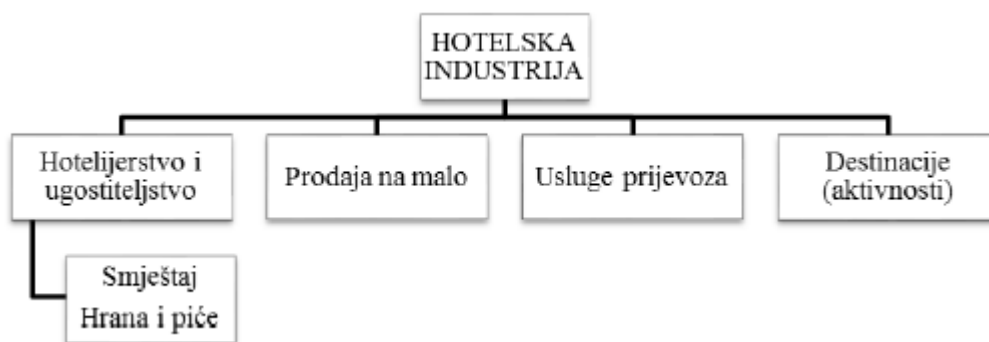 HOTELSKA
INDUSTRIJA
Hotelijerstvo i
ugostiteljstvo
Prodaja na malo
Usluge prijevoza
Destinacije
(aktivnosti)
Smještaj
Hrana i piće